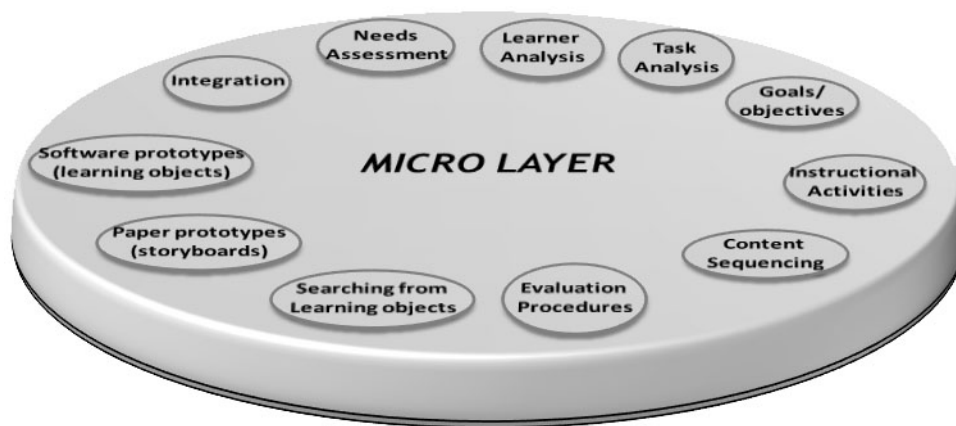 Needs
Assessment
Learner
Analysis
Task
Analysis
Integration
Goals/
objectives
Software prototypes
(learning objects)
MICRO LAYER
Instructional
Activities
Paper prototypes
(storyboards)
Content
Sequencing
Searching from
Learning objects
Evaluation
Procedures